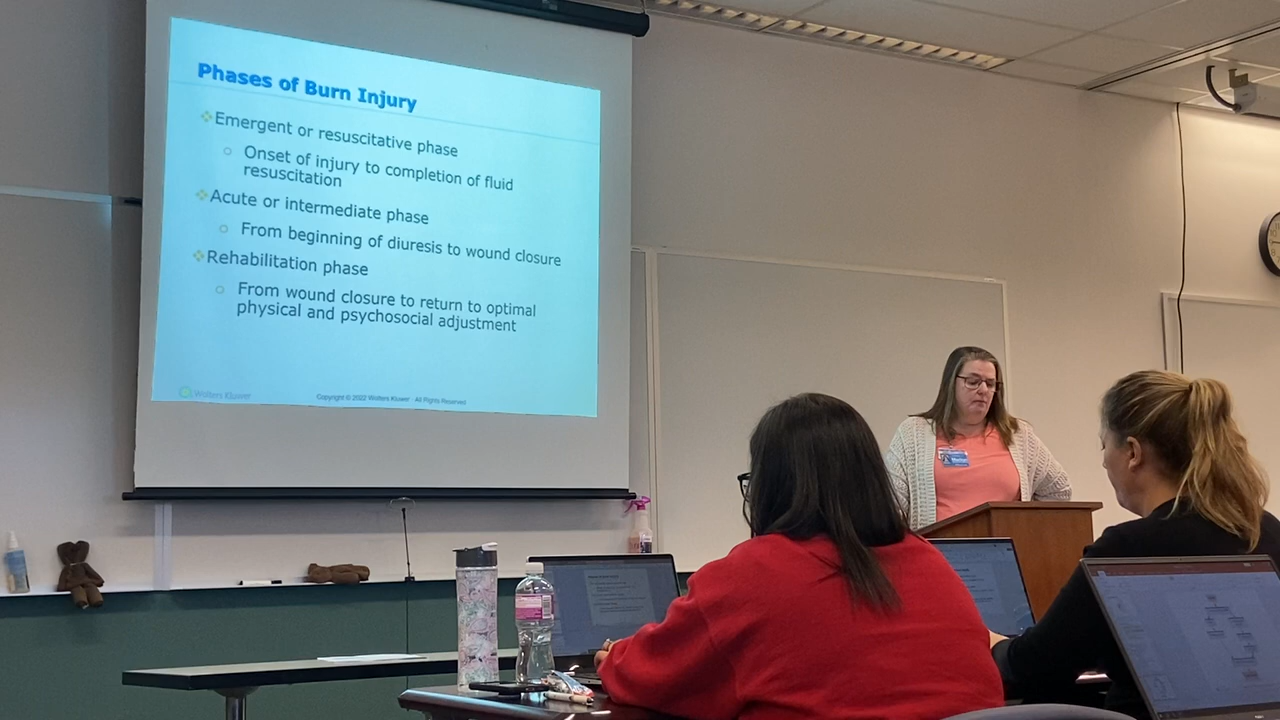 Phases of Burn Injury
Emergent or resuscitative phase
Onset of injury to completion of fluid
resuscitation
Acute or intermediate phase
From beginning of diuresis to wound closure
Rehabilitation phase
From wound closure to return to optimal
physical and psychosocial adjustment
Wolters Kluwer
Copyright © 2022 Wolters Kluwer · All Rights Reserved